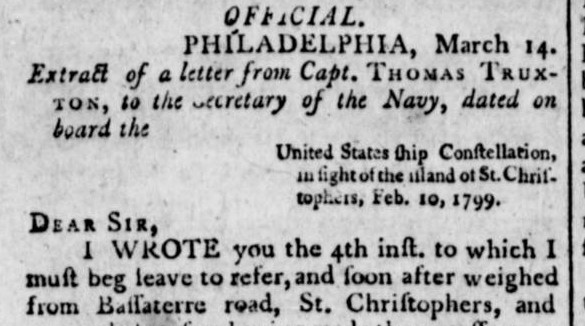 OFFICIAL.
PHILADELPHIA, March 14.
Extract of a letter from Capt. THOMAS TRUX-
TON, to the secretary of the Navy, dated on
board the
United States ſhip Conſtellation,
in ſight of the iſland of St. Chriſ-
tophers, Feb. 10, 1799.
DEAR SIR,
I WROTE you the 4th inſt. to which I
muſt beg leave to refer, and ſoon after weighed
from Baſſaterre road, St. Chriſtophers, and